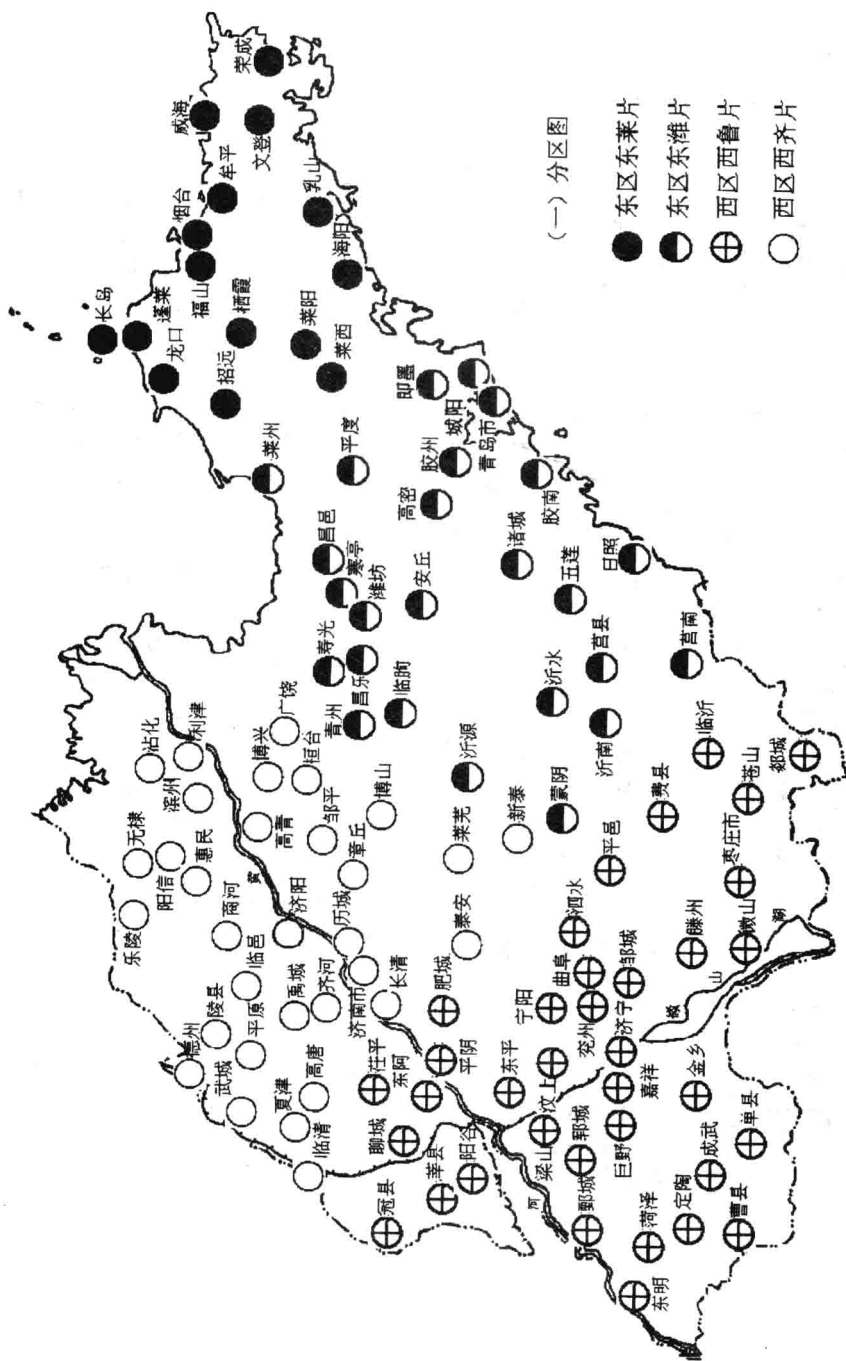 荣成
威海
文登
牟平
烟台
乳山
福山
海阳
长岛
蓬莱
栖霞
莱阳
龙口
莱西
招远
即墨
城阳
青岛市
莱州
平度
胶州
高密
胶南
昌邑
寒亭
潍坊
安丘
诸城
五莲
日照
寿光
昌乐
青州
临朐
沂水
莒县
莒南
沂南
沾化
利津
滨州
广饶
博兴
恒台
博山
沂源
蒙阴
临沂
郯城
苍山
费县
无棣
阳信
惠民
高青
邹平
章丘
莱芜
新泰
平邑
枣庄市
乐陵
商河
黄
济阳
历城
泰安
泗水
滕州
微山
湖
临邑
陵县
平原
禹城
齐河
济南市
长清
肥城
宁阳
曲阜
邹城
兖州
济宁
微
山
德州
武城
夏津
高唐
临清
茌平
东阿
平阴
东平
汶上
嘉祥
金乡
聊城
冠县
莘县
阳谷
梁山
郓城
巨野
成武
单县
河
鄄城
菏泽
定陶
曹县
东明
（一）分区图
东区东莱片
东区东潍片
西区西鲁片
西区西齐片